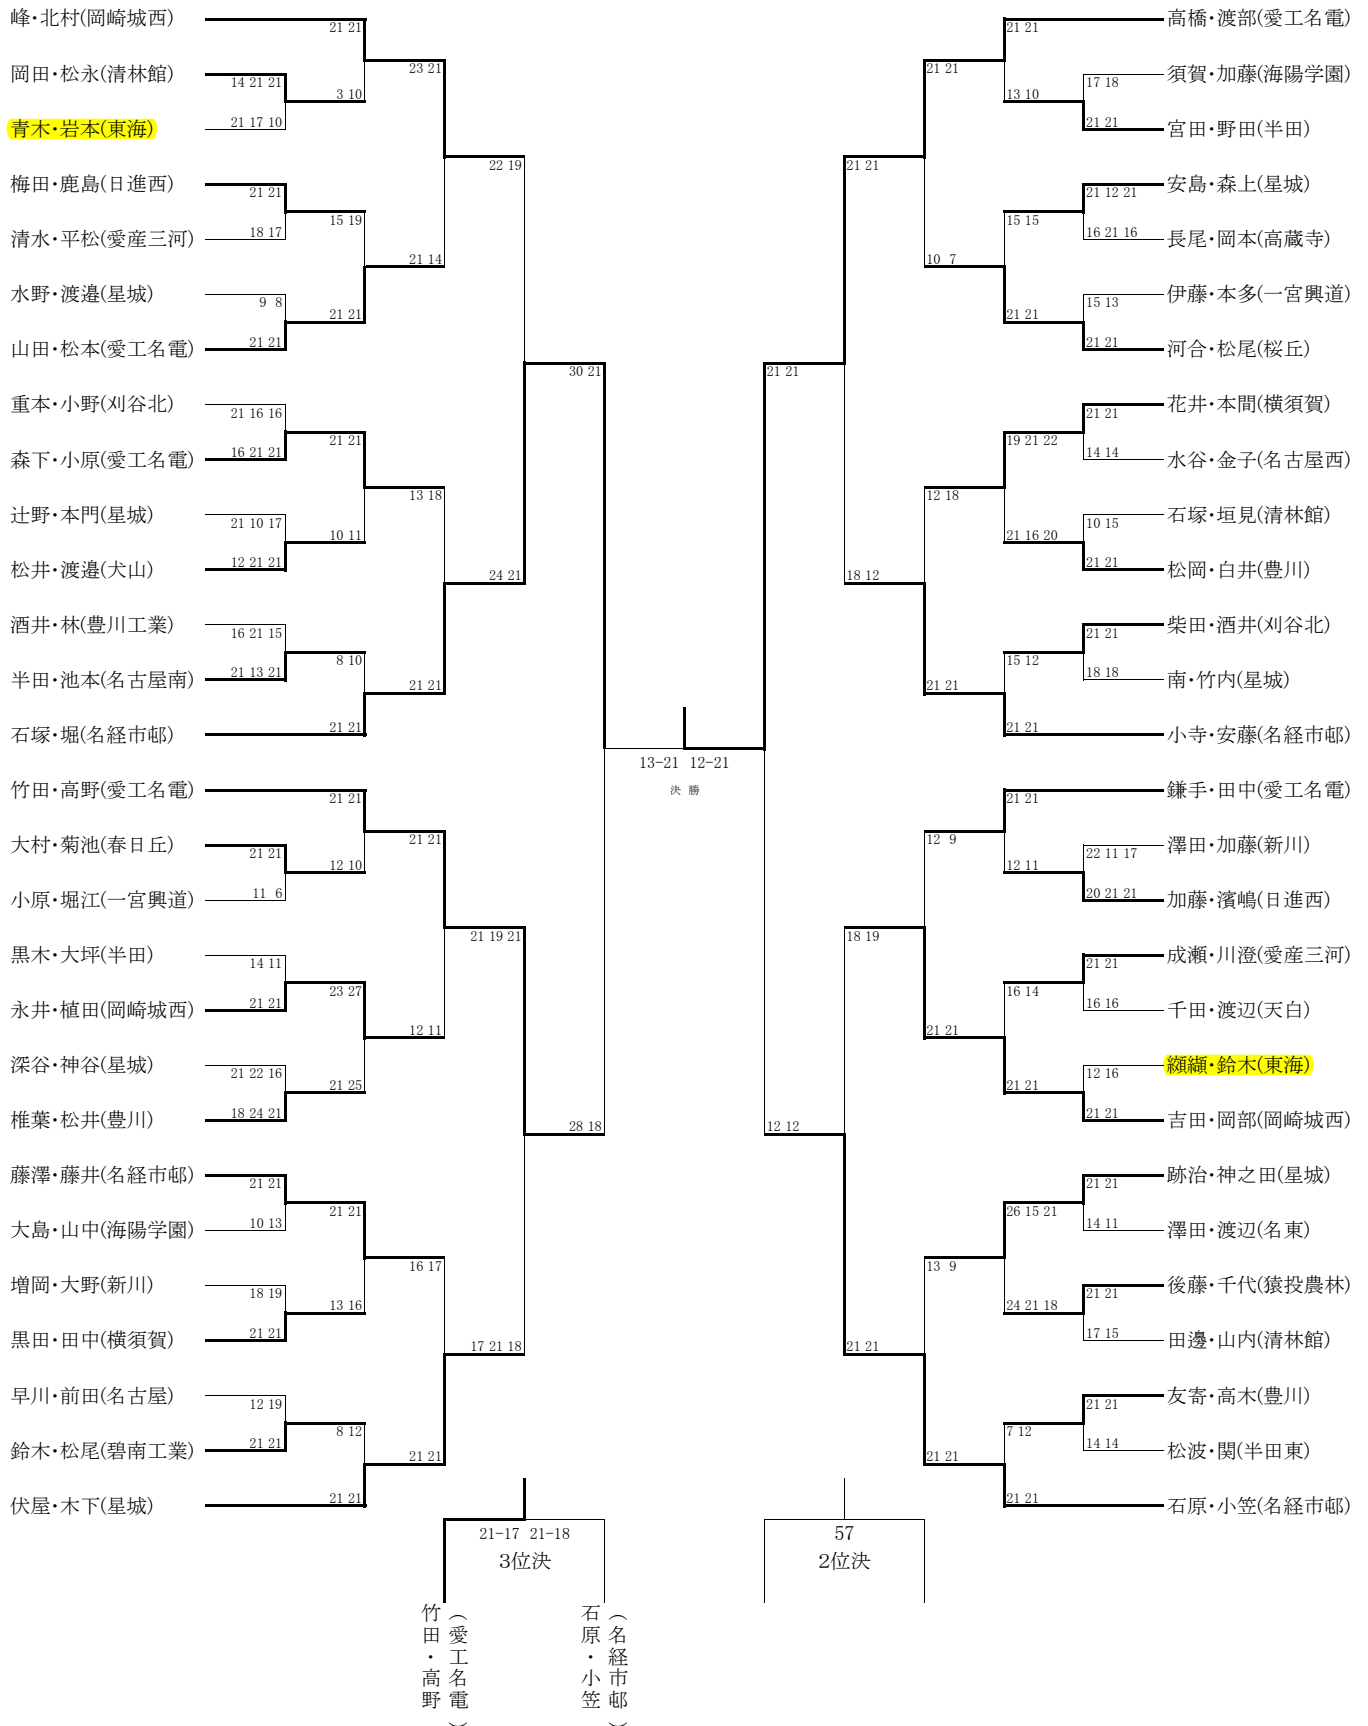 峰・北村(岡崎城西)
21 21
岡田・松永(清林館)
14 21 21
3 10
青木・岩本(東海)
21 17 10
23 21
梅田・鹿島(日進西)
21 21
15 19
清水・平松(愛産三河)
18 17
水野・渡邉(星城)
9 8
21 21
山田・松本(愛工名電)
21 21
21 14
22 19
重本・小野(刈谷北)
21 16 16
21 21
森下・小原(愛工名電)
16 21 21
辻野・本門(星城)
21 10 17
10 11
松井・渡邉(犬山)
12 21 21
13 18
酒井・林(豊川工業)
16 21 15
8 10
半田・池本(名古屋南)
21 13 21
石塚・堀(名経市邨)
21 21
21 21
24 21
30 21
竹田・高野(愛工名電)
21 21
大村・菊池(春日丘)
21 21
12 10
小原・堀江(一宮興道)
11 6
21 21
黒木・大坪(半田)
14 11
23 27
永井・植田(岡崎城西)
21 21
深谷・神谷(星城)
21 22 16
21 25
椎葉・松井(豊川)
18 24 21
12 11
21 19 21
藤澤・藤井(名経市邨)
21 21
21 21
大島・山中(海陽学園)
10 13
増岡・大野(新川)
18 19
13 16
黒田・田中(横須賀)
21 21
16 17
早川・前田(名古屋)
12 19
8 12
鈴木・松尾(碧南工業)
21 21
伏屋・木下(星城)
21 21
21 21
17 21 18
28 18
13-21 12-21
決 勝
高橋・渡部(愛工名電)
21 21
須賀・加藤(海陽学園)
17 18
13 10
宮田・野田(半田)
21 21
21 21
安島・森上(星城)
21 12 21
15 15
長尾・岡本(高蔵寺)
16 21 16
伊藤・本多(一宮興道)
15 13
21 21
河合・松尾(桜丘)
21 21
10 7
21 21
花井・本間(横須賀)
21 21
19 21 22
水谷・金子(名古屋西)
14 14
石塚・垣見(清林館)
10 15
21 16 20
松岡・白井(豊川)
21 21
12 18
柴田・酒井(刈谷北)
21 21
15 12
南・竹内(星城)
18 18
小寺・安藤(名経市邨)
21 21
21 21
18 12
21 21
鎌手・田中(愛工名電)
21 21
澤田・加藤(新川)
22 11 17
12 11
加藤・濱嶋(日進西)
20 21 21
12 9
成瀬・川澄(愛産三河)
21 21
16 14
千田・渡辺(天白)
16 16
纐纈・鈴木(東海)
12 16
21 21
吉田・岡部(岡崎城西)
21 21
21 21
18 19
跡治・神之田(星城)
21 21
26 15 21
澤田・渡辺(名東)
14 11
後藤・千代(猿投農林)
21 21
24 21 18
田邊・山内(清林館)
17 15
13 9
友寄・高木(豊川)
21 21
7 12
松波・関(半田東)
14 14
石原・小笠(名経市邨)
21 21
21 21
21 21
12 12
21-17 21-18
3位決
竹田・高野
(愛工名電)
石原・小笠
(名経市邨)
57
2位決